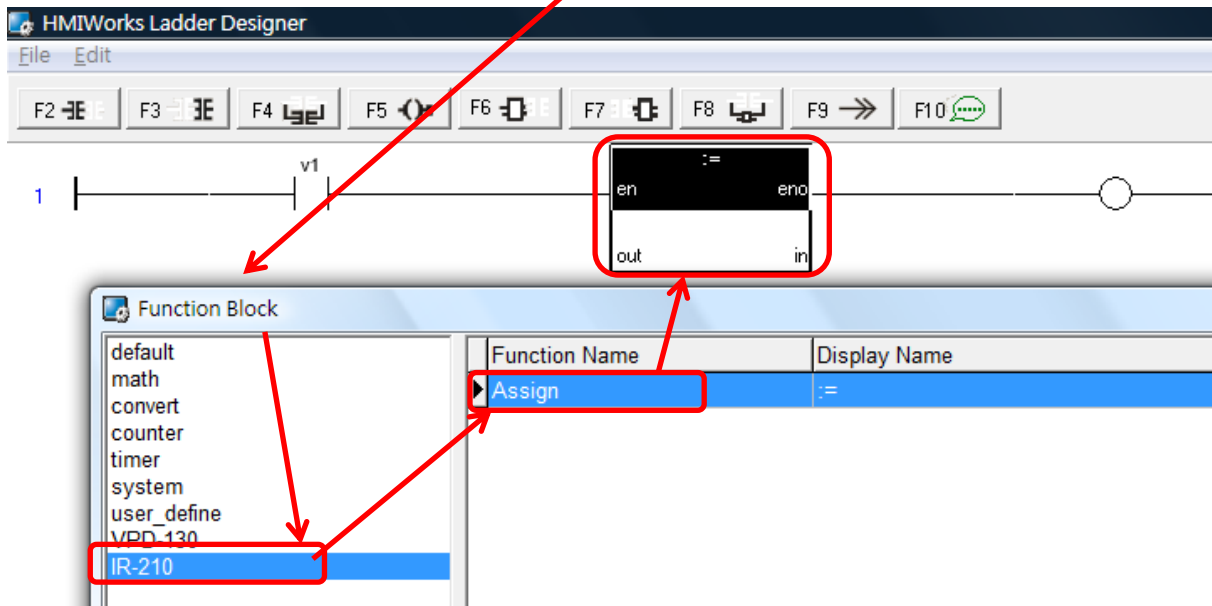 HMIWorks Ladder Designer
File Edit
F2 F3 F4 F5 F6 F7 F8 F9 F10
v1 :=
1 en eno
out in
Function Block
default Function Name Display Name
math Assign :=
convert
counter
timer
system
user_define
VPD-130
IR-210